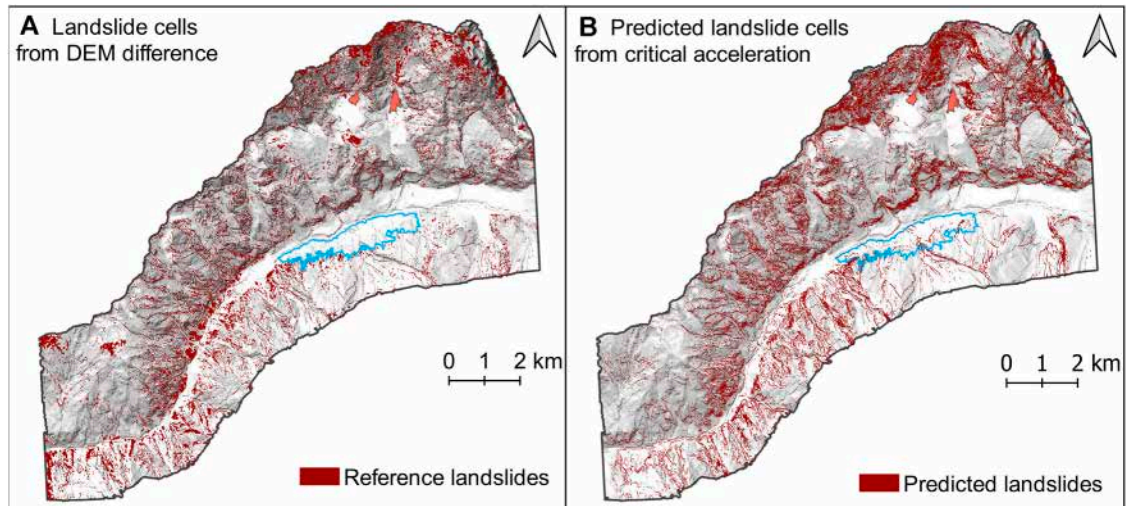 A Landslide cells
from DEM difference
0 1 2 km
Reference landslides
B Predicted landslide cells
from critical acceleration
0 1 2 km
Predicted landslides